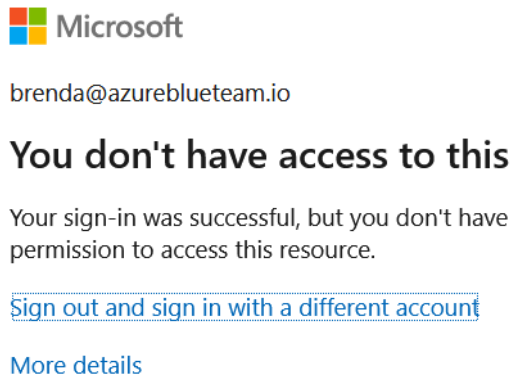 Microsoft
brenda@azureblueteam.io
You don't have access to this
Your sign-in was successful, but you don't have
permission to access this resource.
Sign out and sign in with a different account
More details